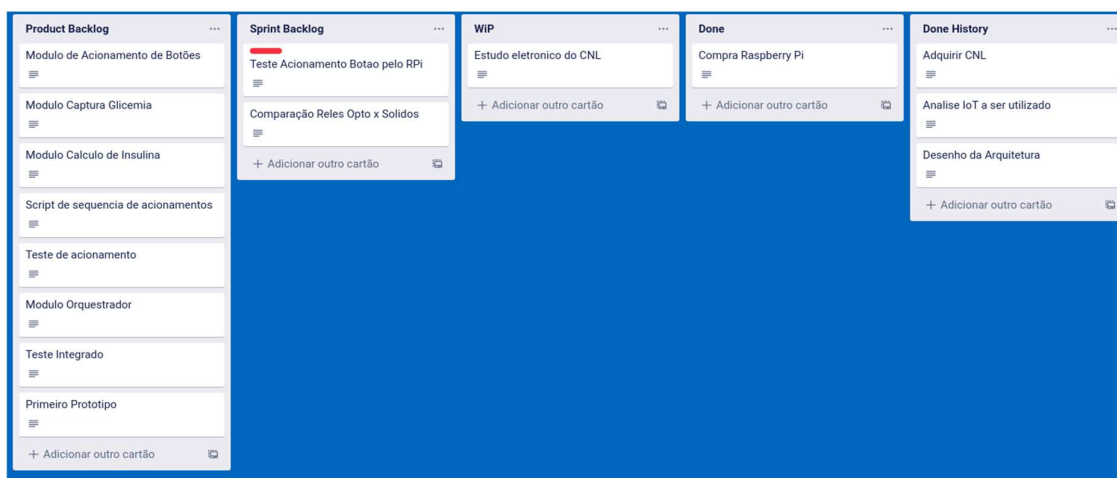 Product Backlog
Modulo de Acionamento de Botões
Modulo Captura Glicemia
Modulo Calculo de Insulina
Script de sequencia de acionamentos
Teste de acionamento
Modulo Orquestrador
Teste Integrado
Primeiro Prototipo
+ Adicionar outro cartão
Sprint Backlog
Teste Acionamento Botao pelo RPi
Comparação Reles Opto x Solidos
+ Adicionar outro cartão
WiP
Estudo eletronico do CNL
+ Adicionar outro cartão
Done
Compra Raspberry Pi
+ Adicionar outro cartão
Done History
Adquirir CNL
Analise IoT a ser utilizado
Desenho da Arquitetura
+ Adicionar outro cartão